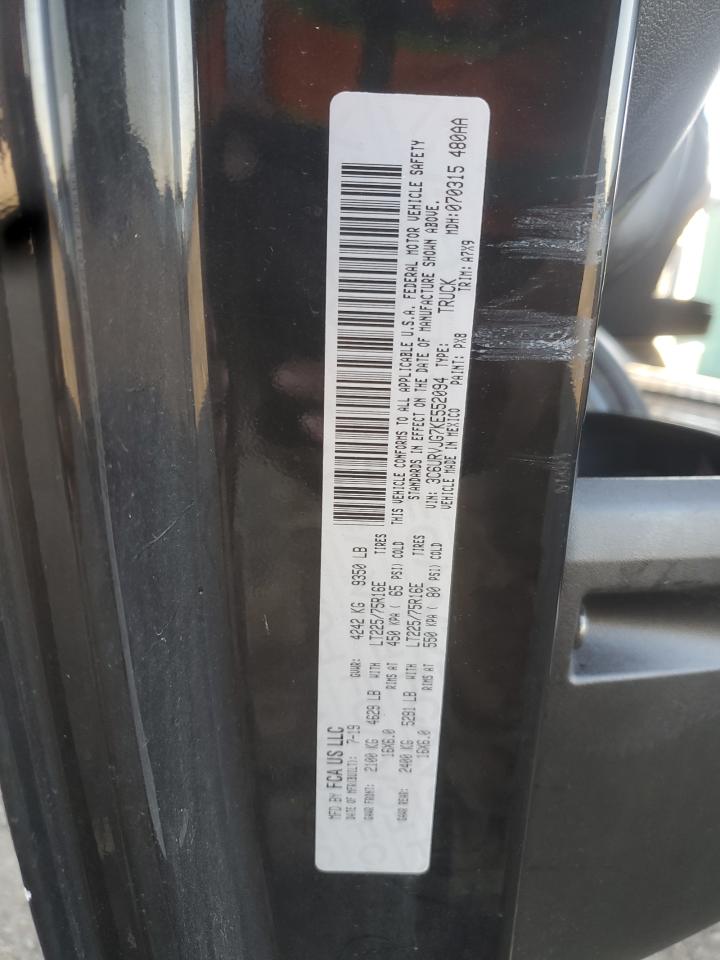 MFD BY FCA US LLC
DATE OF MFR(BUILT): 7-19 GVWR: 4242 KG 9350 LB
GAWR FRONT: 2100 KG 4629 LB WITH LT225/75R16E TIRES
16X6.0 RIMS AT 450 KPA ( 65 PSI) COLD
GAWR REAR: 2400 KG 5291 LB WITH LT225/75R16E TIRES
16X6.0 RIMS AT 550 KPA ( 80 PSI) COLD
THIS VEHICLE CONFORMS TO ALL APPLICABLE U.S.A. FEDERAL MOTOR VEHICLE SAFETY
STANDARDS IN EFFECT ON THE DATE OF MANUFACTURE SHOWN ABOVE.
VIN: 3C6URVJG7KE552094 TYPE: TRUCK MDH:070315 480AA
VEHICLE MADE IN MEXICO PAINT: PX8 TRIM: A7X9